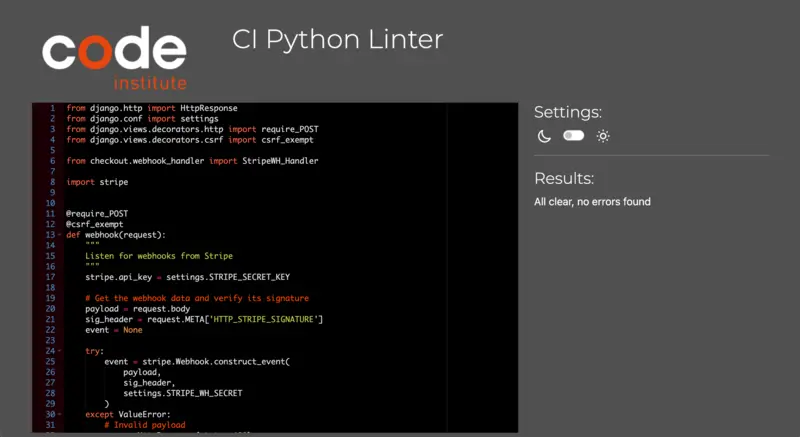 code
institute
CI Python Linter
1 from django.http import HttpResponse
2 from django.conf import settings
3 from django.views.decorators.http import require_POST
4 from django.views.decorators.csrf import csrf_exempt
5
6 from checkout.webhook_handler import StripeWH_Handler
7
8 import stripe
9
10
11 @require_POST
12 @csrf_exempt
13 def webhook(request):
14 """
15 Listen for webhooks from Stripe
16 """
17 stripe.api_key = settings.STRIPE_SECRET_KEY
18
19 # Get the webhook data and verify its signature
20 payload = request.body
21 sig_header = request.META['HTTP_STRIPE_SIGNATURE']
22 event = None
23
24 try:
25 event = stripe.Webhook.construct_event(
26 payload,
27 sig_header,
28 settings.STRIPE_WH_SECRET
29 )
30 except ValueError:
31 # Invalid payload
Settings:
Results:
All clear, no errors found